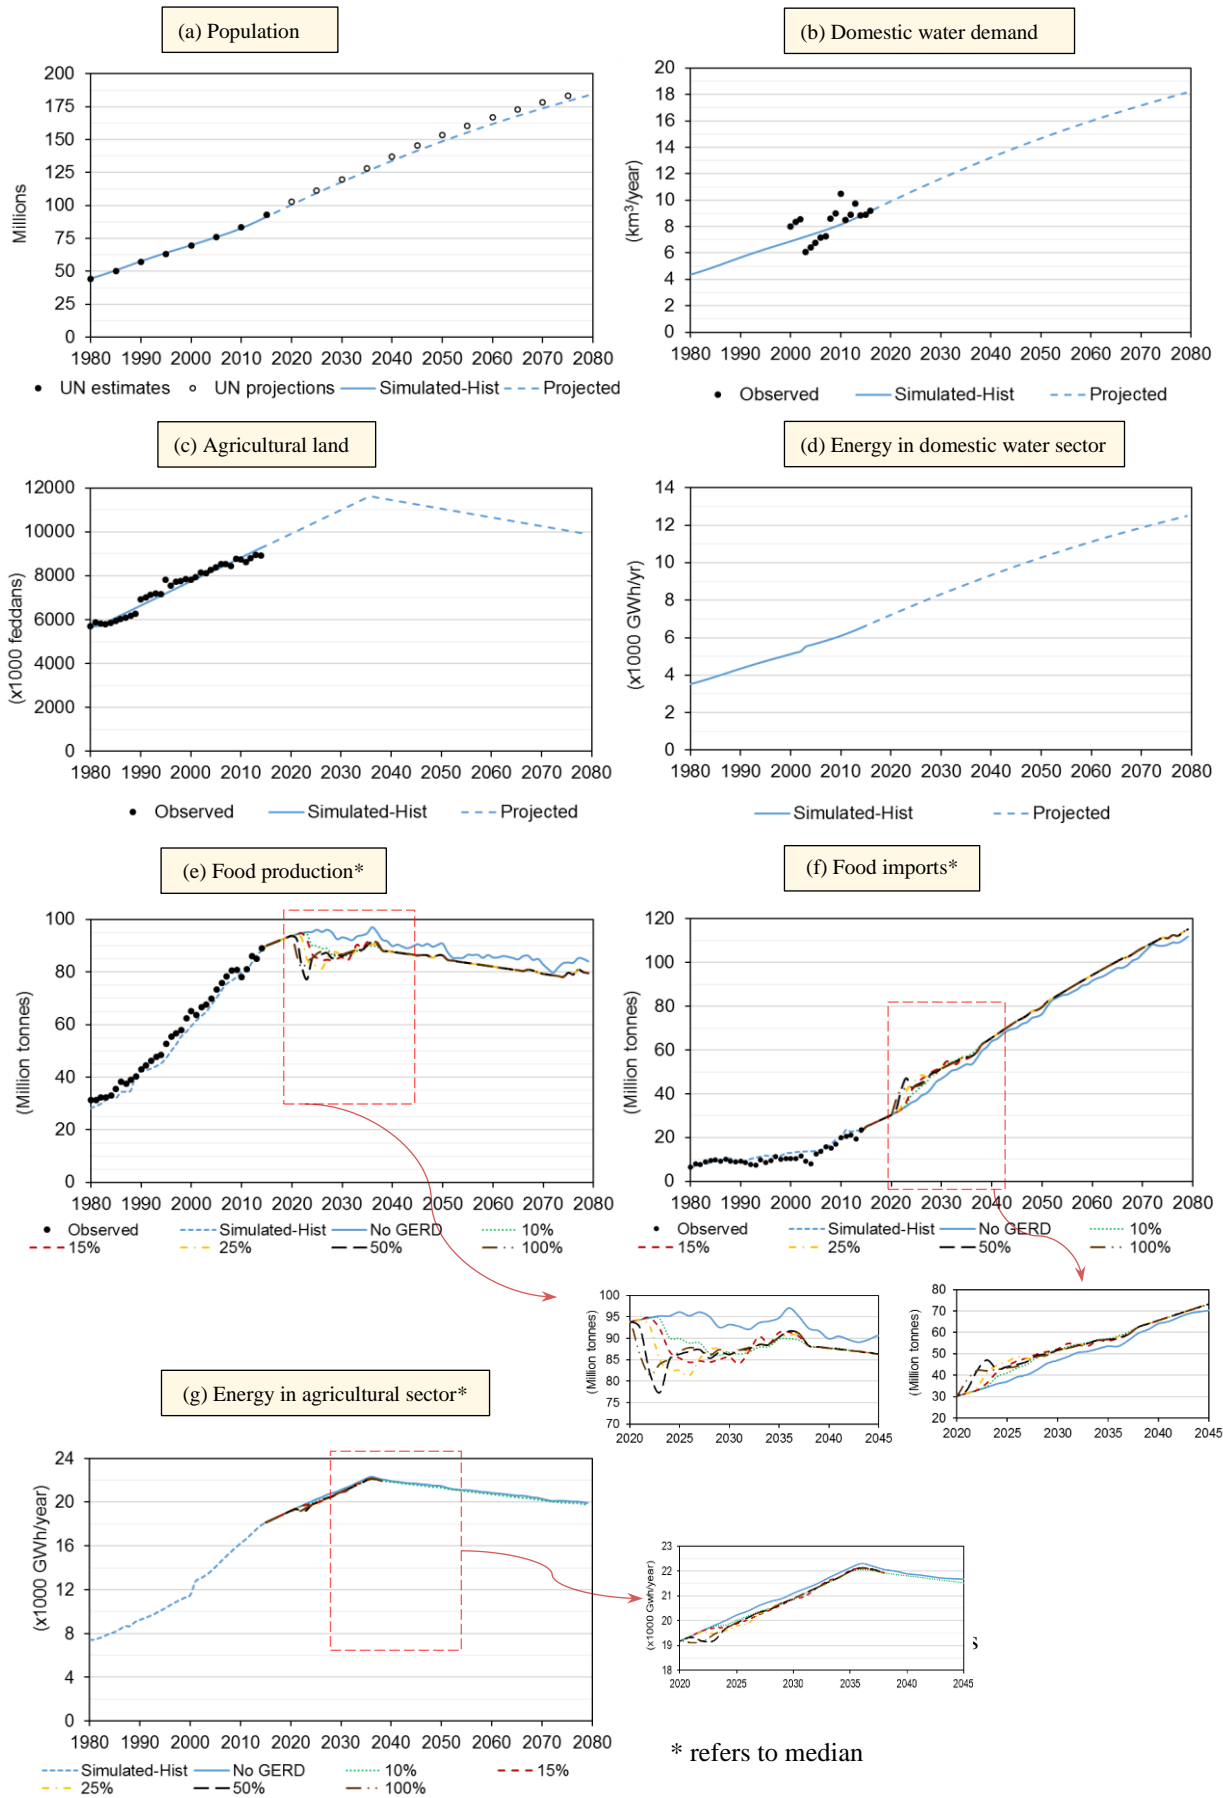 (a) Population
200
175
150
125
100
75
50
25
0
Millions
1980 1990 2000 2010 2020 2030 2040 2050 2060 2070 2080
UN estimates UN projections Simulated-Hist Projected
(b) Domestic water demand
20
18
16
14
12
10
8
6
4
2
0
(km³/year)
1980 1990 2000 2010 2020 2030 2040 2050 2060 2070 2080
Observed Simulated-Hist Projected
(c) Agricultural land
12000
10000
8000
6000
4000
2000
0
(x1000 feddans)
1980 1990 2000 2010 2020 2030 2040 2050 2060 2070 2080
Observed Simulated-Hist Projected
(d) Energy in domestic water sector
14
12
10
8
6
4
2
0
(x1000 GWh/yr)
1980 1990 2000 2010 2020 2030 2040 2050 2060 2070 2080
Simulated-Hist Projected
(e) Food production*
100
80
60
40
20
0
(Million tonnes)
1980 1990 2000 2010 2020 2030 2040 2050 2060 2070 2080
Observed Simulated-Hist No GERD 10%
15% 25% 50% 100%
(f) Food imports*
120
100
80
60
40
20
0
(Million tonnes)
1980 1990 2000 2010 2020 2030 2040 2050 2060 2070 2080
Observed Simulated-Hist No GERD 10%
15% 25% 50% 100%
100
95
90
85
80
75
70
(Million tonnes)
2020 2025 2030 2035 2040 2045
80
70
60
50
40
30
20
(Million tonnes)
2020 2025 2030 2035 2040 2045
(g) Energy in agricultural sector*
24
20
16
12
8
4
0
(x1000 GWh/year)
1980 1990 2000 2010 2020 2030 2040 2050 2060 2070 2080
Simulated-Hist No GERD 10% 15%
25% 50% 100%
23
22
21
20
19
18
(x1000 Gwh/year)
2020 2025 2030 2035 2040 2045
s
* refers to median